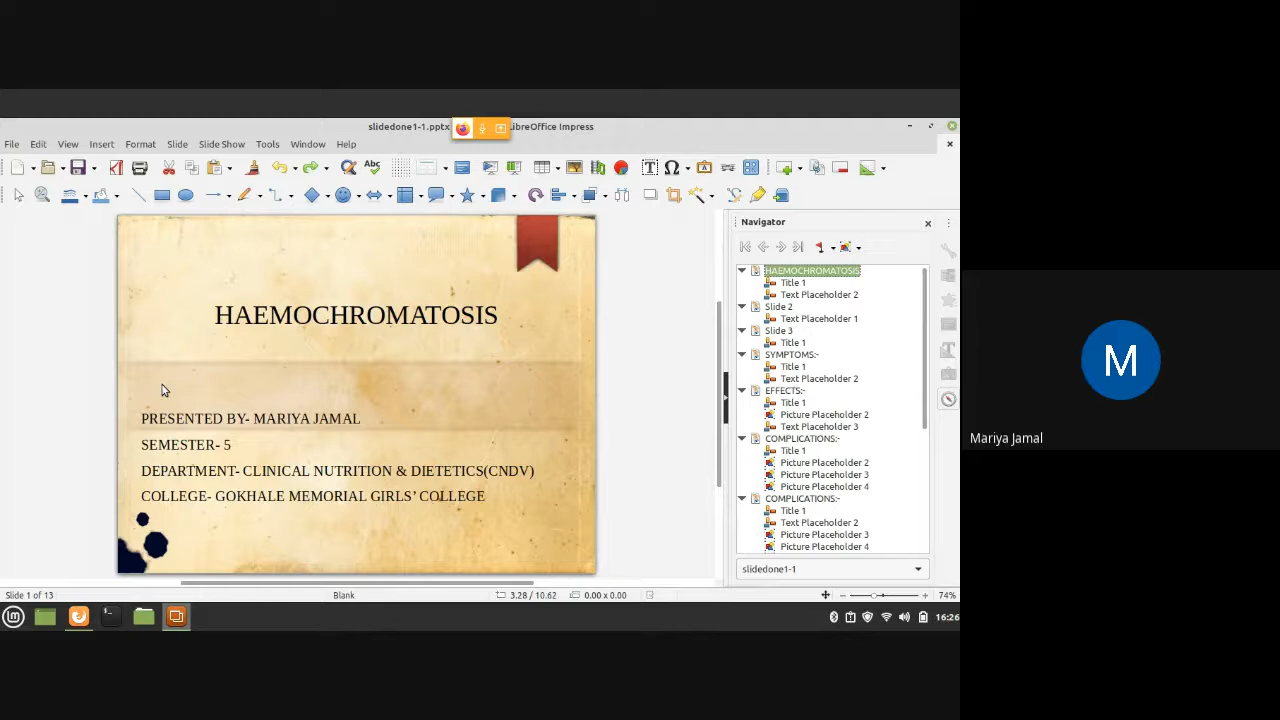 slidedone1-1.pptx
LibreOffice Impress
File Edit View Insert Format Slide Slide Show Tools Window Help
Abc
HAEMOCHROMATOSIS
PRESENTED BY- MARIYA JAMAL
SEMESTER- 5
DEPARTMENT- CLINICAL NUTRITION & DIETETICS(CNDV)
COLLEGE- GOKHALE MEMORIAL GIRLS’ COLLEGE
Navigator
HAEMOCHROMATOSIS
Title 1
Text Placeholder 2
Slide 2
Text Placeholder 1
Slide 3
Title 1
SYMPTOMS:-
Title 1
Text Placeholder 2
EFFECTS:-
Title 1
Picture Placeholder 2
Text Placeholder 3
COMPLICATIONS:-
Title 1
Picture Placeholder 2
Picture Placeholder 3
Picture Placeholder 4
COMPLICATIONS:-
Title 1
Text Placeholder 2
Picture Placeholder 3
Picture Placeholder 4
slidedone1-1
Slide 1 of 13
Blank
3.28 / 10.62
0.00 x 0.00
74%
16:26
M
Mariya Jamal